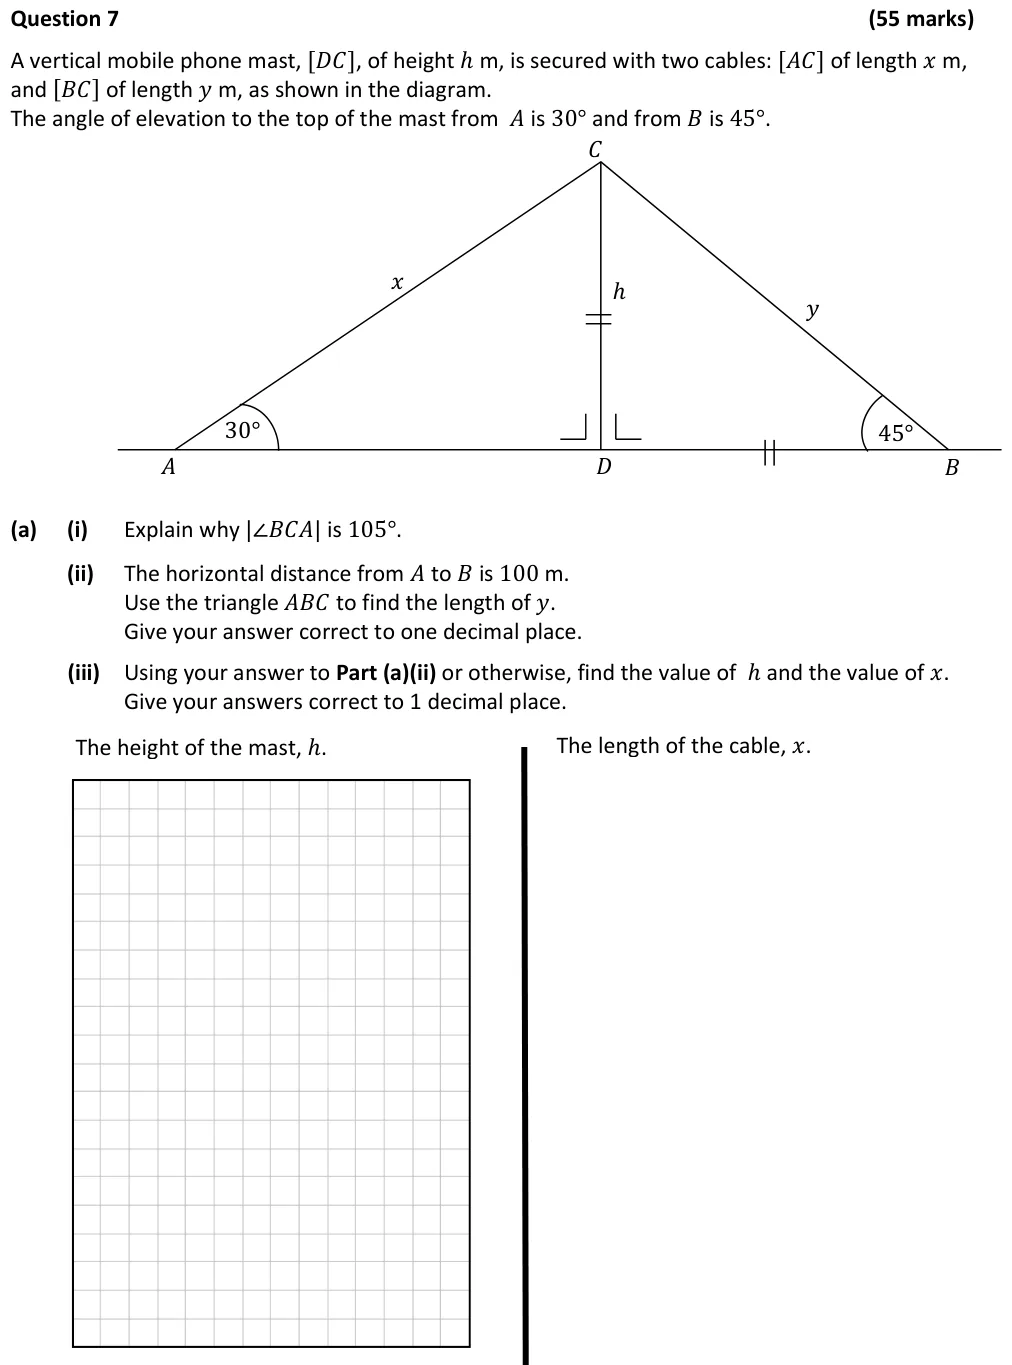 Question 7 (55 marks)
A vertical mobile phone mast, [DC], of height h m, is secured with two cables: [AC] of length x m,
and [BC] of length y m, as shown in the diagram.
The angle of elevation to the top of the mast from A is 30° and from B is 45°.
C
x
h
y
30°
45°
A
D
B
(a) (i) Explain why |∠BCA| is 105°.
(ii) The horizontal distance from A to B is 100 m.
Use the triangle ABC to find the length of y.
Give your answer correct to one decimal place.
(iii) Using your answer to Part (a)(ii) or otherwise, find the value of h and the value of x.
Give your answers correct to 1 decimal place.
The height of the mast, h.
The length of the cable, x.